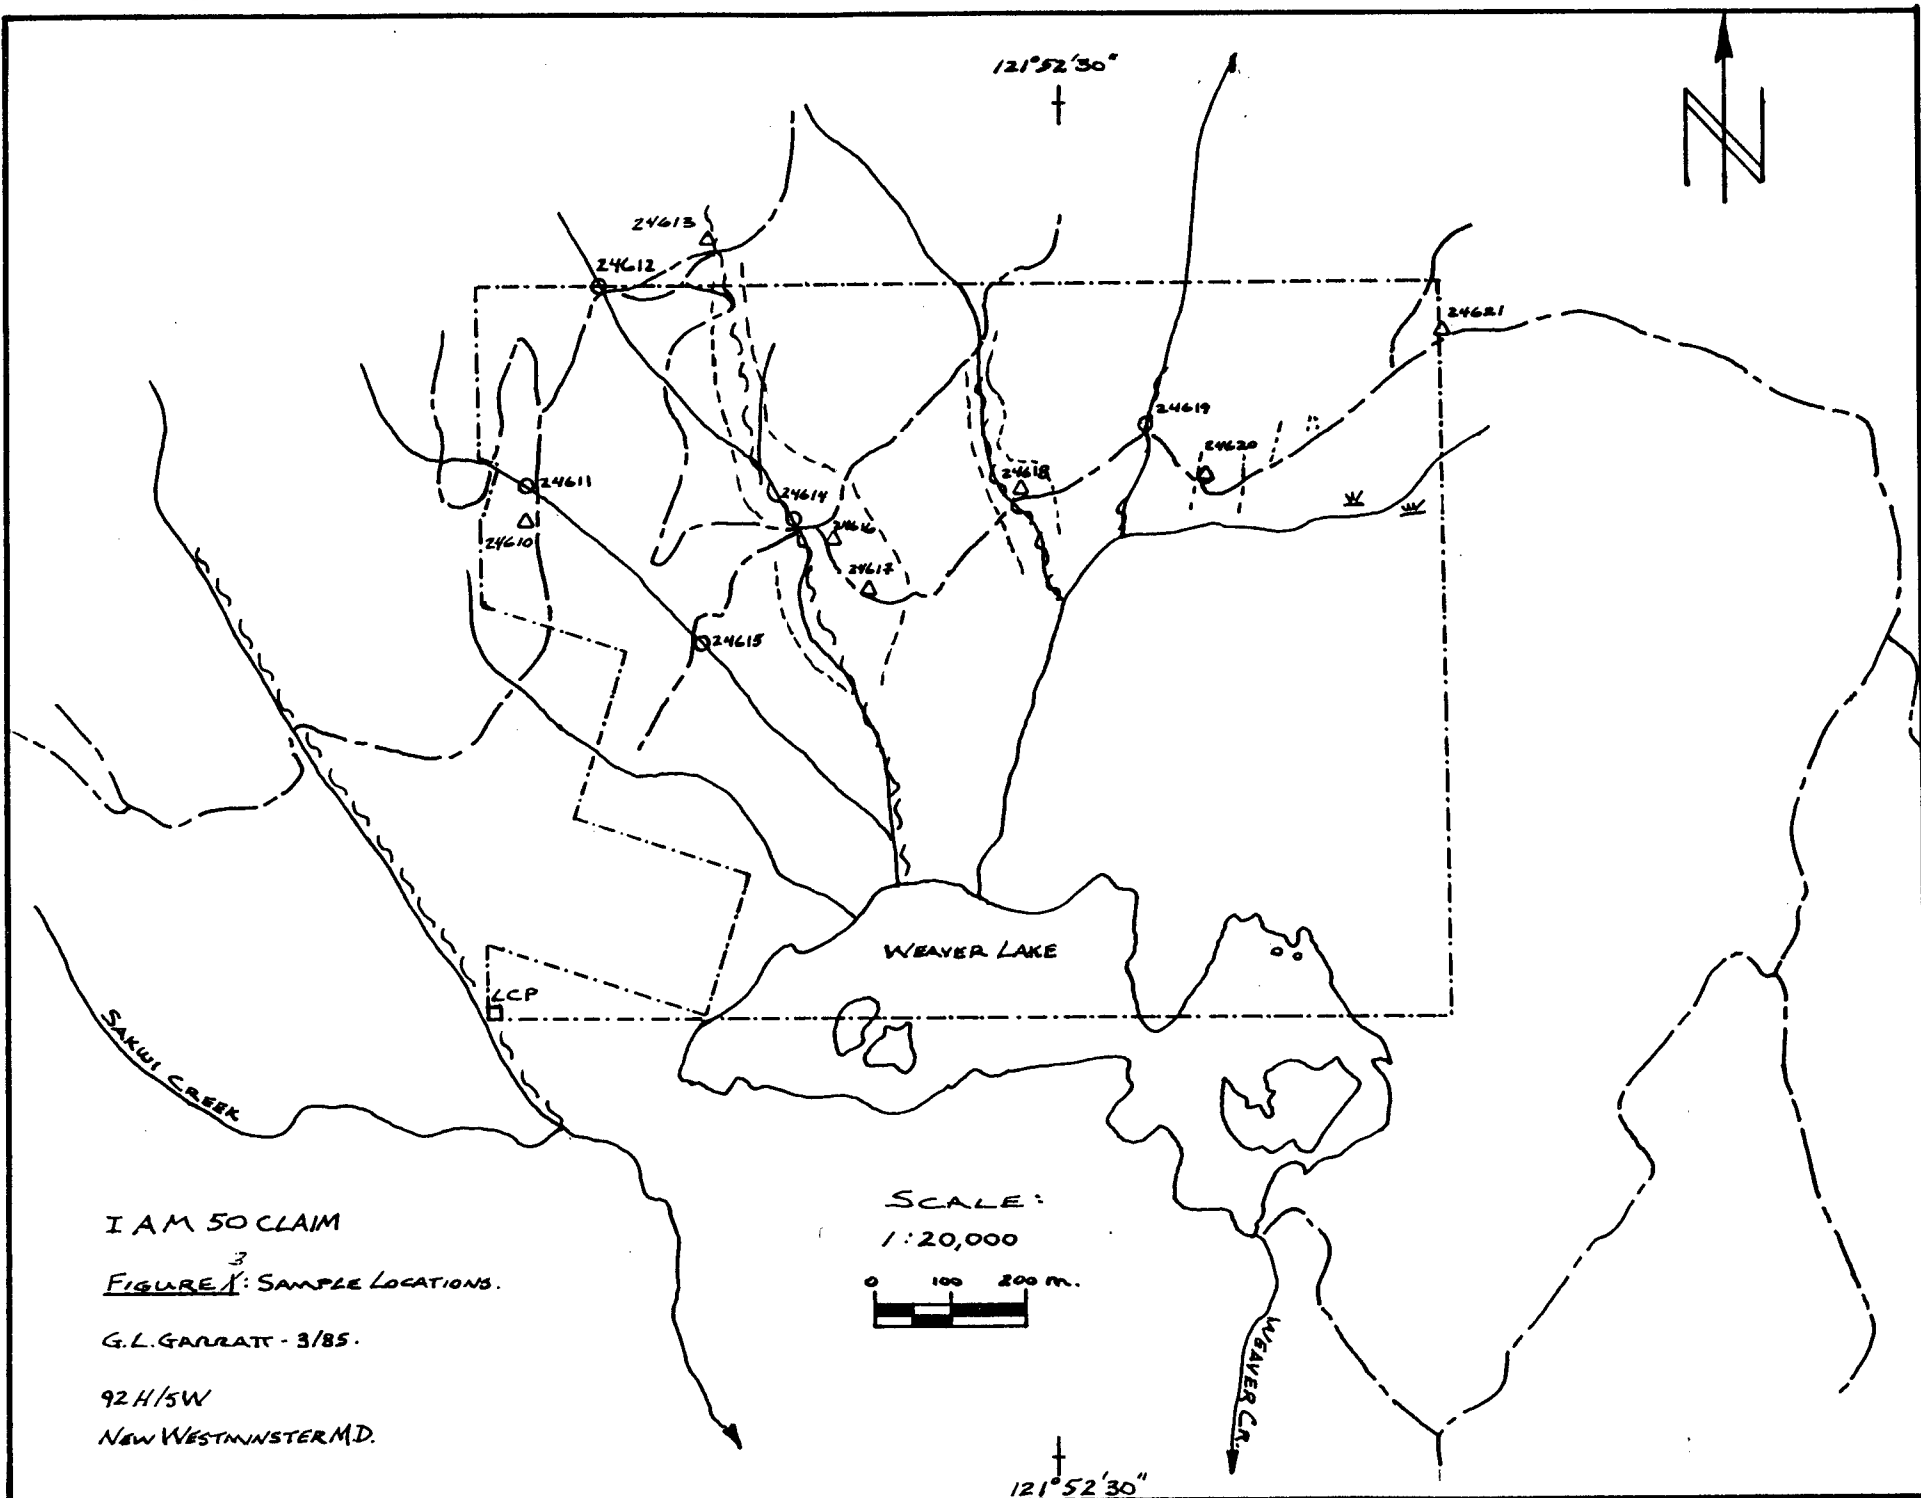 121°52'30"
N
24613
24612
24621
24619
24620
24618
24611
24614
24616
24610
24617
24615
WEAVER LAKE
LCP
SAKWI CREEK
SCALE:
1:20,000
0 100 200 m.
I AM 50 CLAIM
3
FIGURE X: SAMPLE LOCATIONS.
G.L. GARRATT - 3/85.
92 H/5W
NEW WESTMINSTER M.D.
WEAVER CR.
121°52'30"